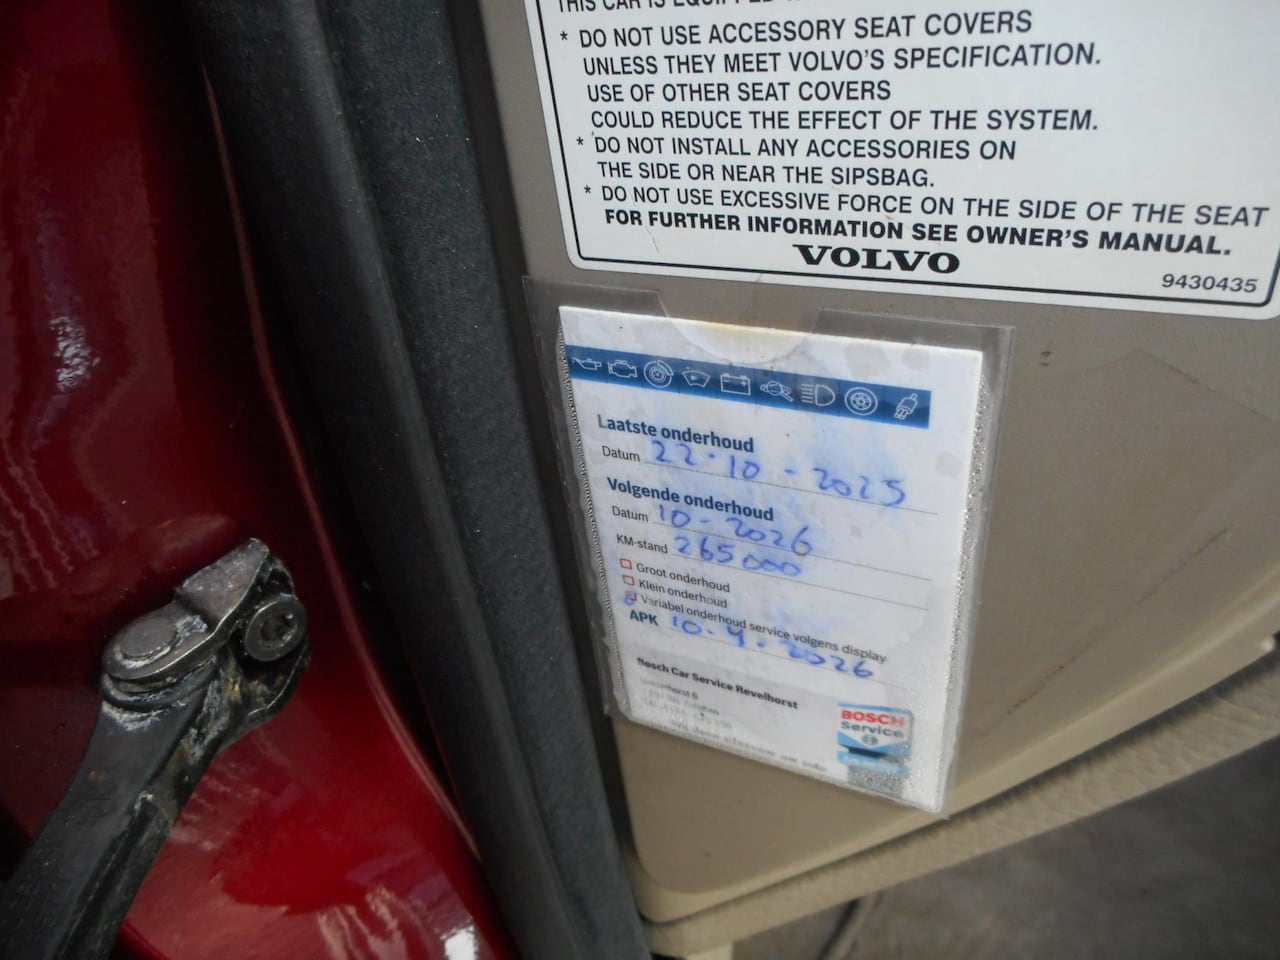 THIS CAR IS EQUIPPED
* DO NOT USE ACCESSORY SEAT COVERS
UNLESS THEY MEET VOLVO'S SPECIFICATION.
USE OF OTHER SEAT COVERS
COULD REDUCE THE EFFECT OF THE SYSTEM.
* DO NOT INSTALL ANY ACCESSORIES ON
THE SIDE OR NEAR THE SIPSBAG.
* DO NOT USE EXCESSIVE FORCE ON THE SIDE OF THE SEAT
FOR FURTHER INFORMATION SEE OWNER'S MANUAL.
VOLVO
9430435
Laatste onderhoud
Datum 22-10-2025
Volgende onderhoud
Datum 10-2026
KM-stand 265000
Groot onderhoud
Klein onderhoud
Variabel onderhoud service volgens display
APK 10-4-2026
Bosch Car Service Revelhorst
BOSCH
Service